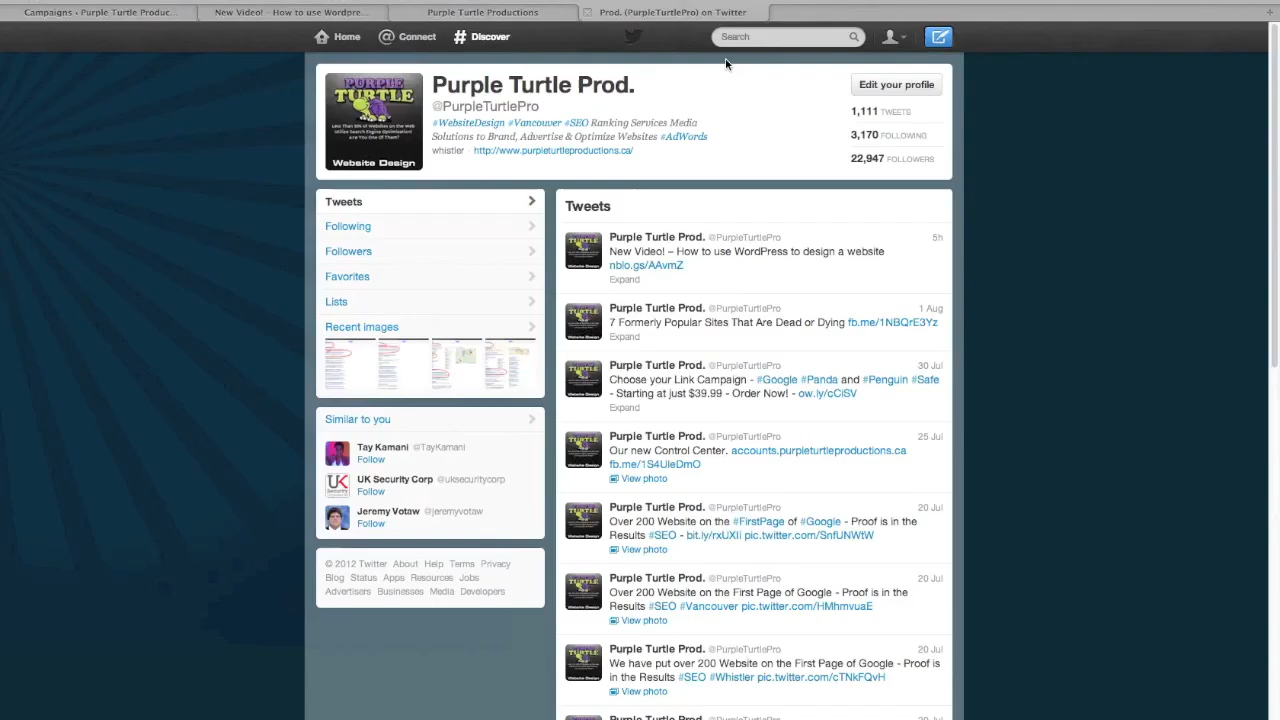 Campaigns ‹ Purple Turtle Produc...
New Video! – How to use Wordpre...
Purple Turtle Productions
Prod. (PurpleTurtlePro) on Twitter
Home
@ Connect
# Discover
Search
PURPLE
TURTLE
Website Design
Purple Turtle Prod.
@PurpleTurtlePro
#WebsiteDesign #Vancouver #SEO Ranking Services Media
Solutions to Brand, Advertise & Optimize Websites #AdWords
whistler · http://www.purpleturtleproductions.ca/
Edit your profile
1,111 TWEETS
3,170 FOLLOWING
22,947 FOLLOWERS
Tweets
Following
Followers
Favorites
Lists
Recent images
Similar to you
Tay Kamani @TayKamani
Follow
UK Security Corp @uksecuritycorp
Follow
Jeremy Votaw @jeremyvotaw
Follow
© 2012 Twitter About Help Terms Privacy
Blog Status Apps Resources Jobs
Advertisers Businesses Media Developers
Tweets
Purple Turtle Prod. @PurpleTurtlePro 5h
New Video! – How to use WordPress to design a website
nblo.gs/AAvmZ
Expand
Purple Turtle Prod. @PurpleTurtlePro 1 Aug
7 Formerly Popular Sites That Are Dead or Dying fb.me/1NBQrE3Yz
Expand
Purple Turtle Prod. @PurpleTurtlePro 30 Jul
Choose your Link Campaign - #Google #Panda and #Penguin #Safe
- Starting at just $39.99 - Order Now! - ow.ly/cCiSV
Expand
Purple Turtle Prod. @PurpleTurtlePro 25 Jul
Our new Control Center. accounts.purpleturtleproductions.ca
fb.me/1S4UleDmO
View photo
Purple Turtle Prod. @PurpleTurtlePro 20 Jul
Over 200 Website on the #FirstPage of #Google - Proof is in the
Results #SEO - bit.ly/rxUXIi pic.twitter.com/SnfUNWtW
View photo
Purple Turtle Prod. @PurpleTurtlePro 20 Jul
Over 200 Website on the First Page of Google - Proof is in the
Results #SEO #Vancouver pic.twitter.com/HMhmvuaE
View photo
Purple Turtle Prod. @PurpleTurtlePro 20 Jul
We have put over 200 Website on the First Page of Google - Proof is
in the Results #SEO #Whistler pic.twitter.com/cTNkFQvH
View photo
Purple Turtle Prod. @PurpleTurtlePro 20 Jul